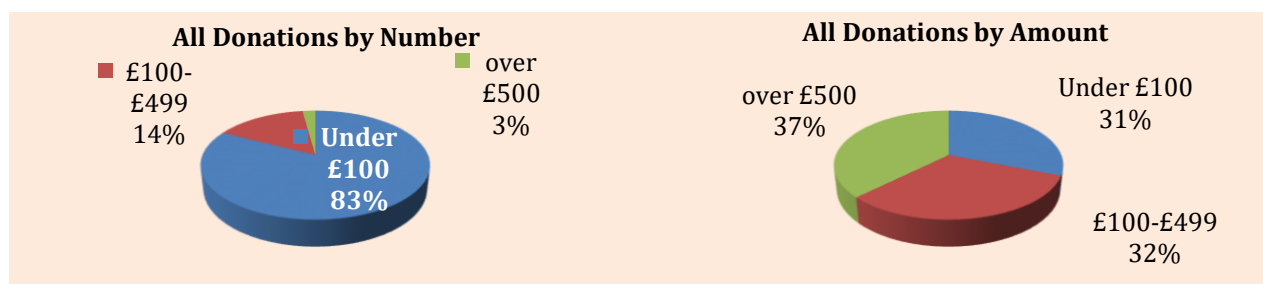 All Donations by Number
£100-
£499
14%
over
£500
3%
Under
£100
83%
All Donations by Amount
over £500
37%
Under £100
31%
£100-£499
32%